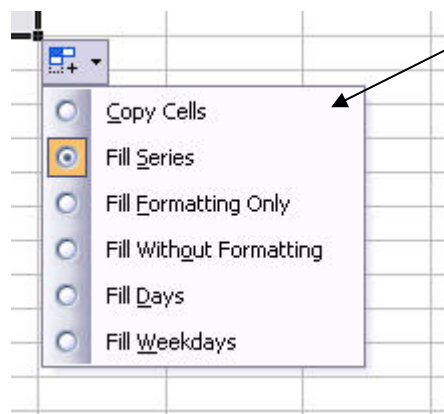 Copy Cells
Fill Series
Fill Formatting Only
Fill Without Formatting
Fill Days
Fill Weekdays